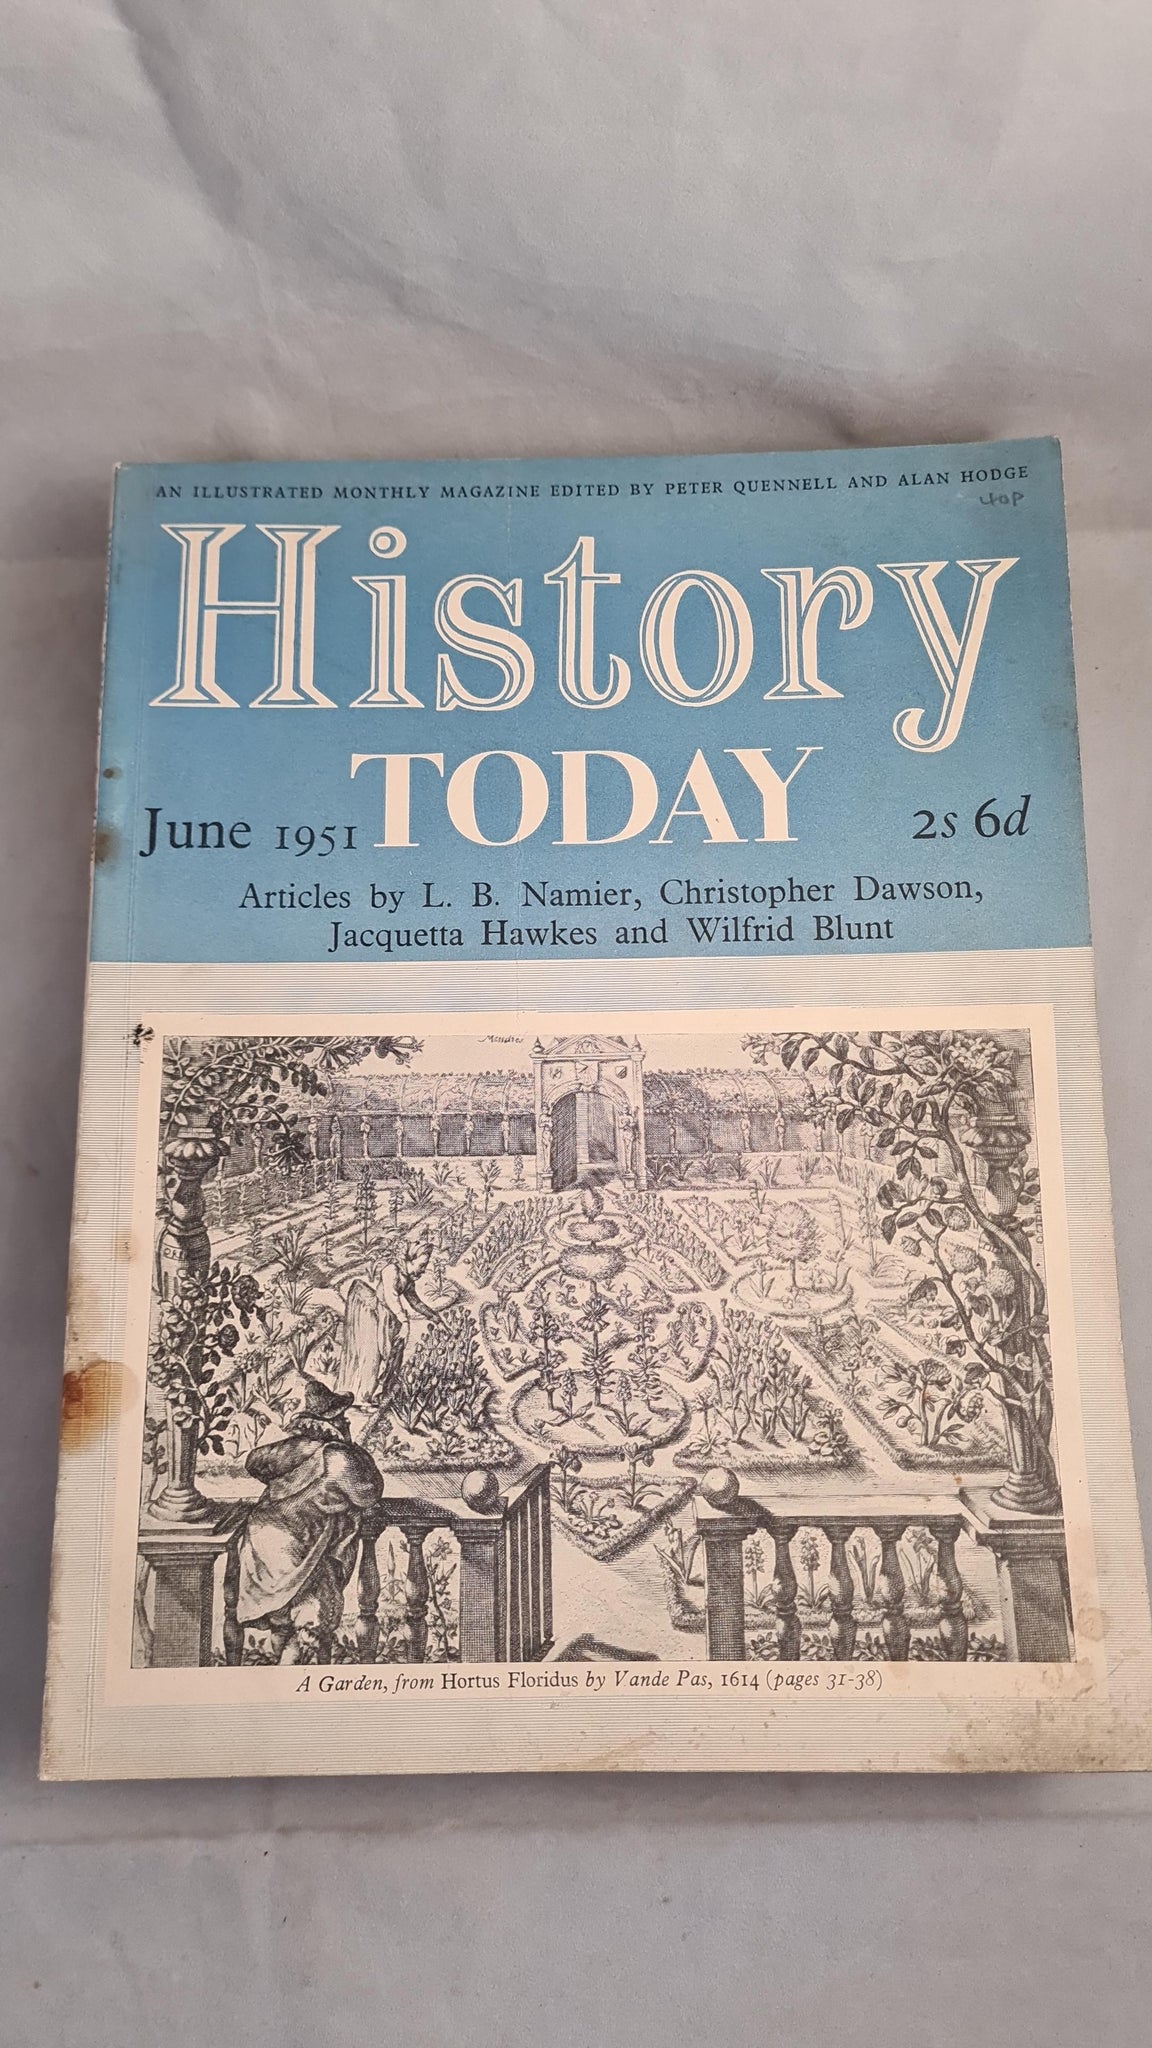 AN ILLUSTRATED MONTHLY MAGAZINE EDITED BY PETER QUENNELL AND ALAN HODGE
40P
History
TODAY
June 1951
2s 6d
Articles by L. B. Namier, Christopher Dawson,
Jacquetta Hawkes and Wilfrid Blunt
A Garden, from Hortus Floridus by Vande Pas, 1614 (pages 31-38)